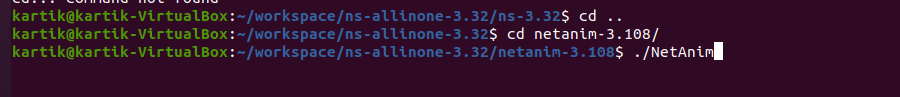 cd...: command not found
kartik@kartik-VirtualBox:~/workspace/ns-allinone-3.32/ns-3.32$ cd ..
kartik@kartik-VirtualBox:~/workspace/ns-allinone-3.32$ cd netanim-3.108/
kartik@kartik-VirtualBox:~/workspace/ns-allinone-3.32/netanim-3.108$ ./NetAnim